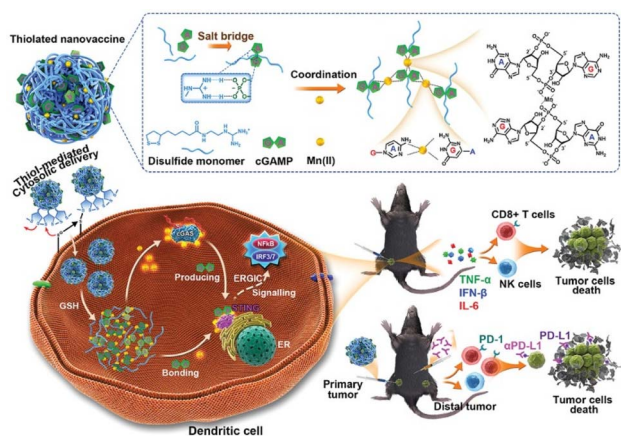 Thiolated nanovaccine
Salt bridge
Coordination
Disulfide monomer
cGAMP
Mn(II)
G
A
G
A
A
G
Mn
G
A
Thiol-mediated
cytosolic delivery
GSH
cGAS
Producing
ERGIC
NFkB
IRF3/7
Signalling
STING
ER
Bonding
Dendritic cell
TNF-α
IFN-β
IL-6
CD8+ T cells
NK cells
Tumor cells
death
Primary
tumor
Distal tumor
PD-1
αPD-L1
PD-L1
Tumor cells
death